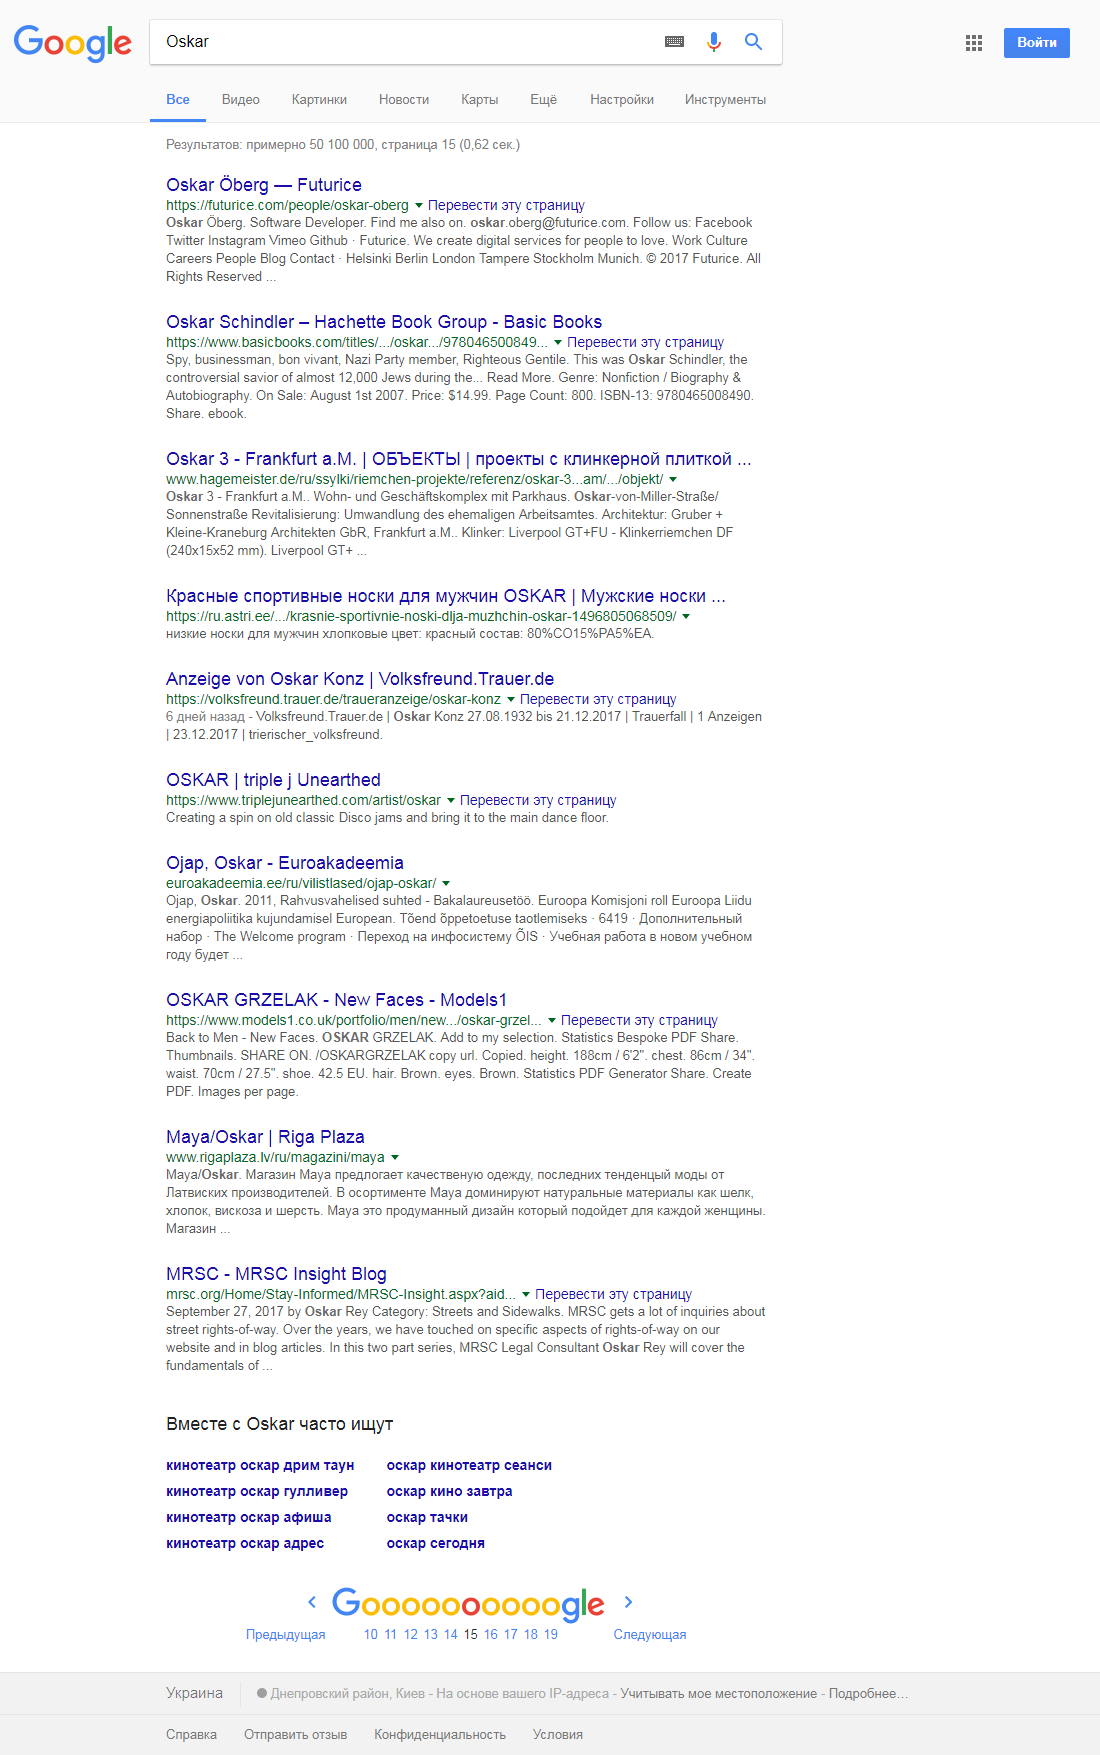 Google
Oskar
Войти
Все Видео Картинки Новости Карты Ещё Настройки Инструменты
Результатов: примерно 50 100 000, страница 15 (0,62 сек.)
Oskar Öberg — Futurice
https://futurice.com/people/oskar-oberg Перевести эту страницу
Oskar Öberg. Software Developer. Find me also on. oskar.oberg@futurice.com. Follow us: Facebook
Twitter Instagram Vimeo Github · Futurice. We create digital services for people to love. Work Culture
Careers People Blog Contact · Helsinki Berlin London Tampere Stockholm Munich. © 2017 Futurice. All
Rights Reserved ...
Oskar Schindler – Hachette Book Group - Basic Books
https://www.basicbooks.com/titles/.../oskar.../978046500849... Перевести эту страницу
Spy, businessman, bon vivant, Nazi Party member, Righteous Gentile. This was Oskar Schindler, the
controversial savior of almost 12,000 Jews during the... Read More. Genre: Nonfiction / Biography &
Autobiography. On Sale: August 1st 2007. Price: $14.99. Page Count: 800. ISBN-13: 9780465008490.
Share. ebook.
Oskar 3 - Frankfurt a.M. | ОБЪЕКТЫ | проекты с клинкерной плиткой ...
www.hagemeister.de/ru/ssylki/riemchen-projekte/referenz/oskar-3...am/.../objekt/
Oskar 3 - Frankfurt a.M.. Wohn- und Geschäftskomplex mit Parkhaus. Oskar-von-Miller-Straße/
Sonnenstraße Revitalisierung: Umwandlung des ehemaligen Arbeitsamtes. Architektur: Gruber +
Kleine-Kraneburg Architekten GbR, Frankfurt a.M.. Klinker: Liverpool GT+FU - Klinkerriemchen DF
(240x15x52 mm). Liverpool GT+ ...
Красные спортивные носки для мужчин OSKAR | Мужские носки ...
https://ru.astri.ee/.../krasnie-sportivnie-noski-dlja-muzhchin-oskar-1496805068509/
низкие носки для мужчин хлопковые цвет: красный состав: 80%CO15%PA5%EA.
Anzeige von Oskar Konz | Volksfreund.Trauer.de
https://volksfreund.trauer.de/traueranzeige/oskar-konz Перевести эту страницу
6 дней назад - Volksfreund.Trauer.de | Oskar Konz 27.08.1932 bis 21.12.2017 | Trauerfall | 1 Anzeigen
| 23.12.2017 | trierischer_volksfreund.
OSKAR | triple j Unearthed
https://www.triplejunearthed.com/artist/oskar Перевести эту страницу
Creating a spin on old classic Disco jams and bring it to the main dance floor.
Ojap, Oskar - Euroakadeemia
euroakadeemia.ee/ru/vilistlased/ojap-oskar/
Ojap, Oskar. 2011, Rahvusvahelised suhted - Bakalaureusetöö. Euroopa Komisjoni roll Euroopa Liidu
energiapoliitika kujundamisel European. Tõend õppetoetuse taotlemiseks · 6419 · Дополнительный
набор · The Welcome program · Переход на инфосистему ÕIS · Учебная работа в новом учебном
году будет ...
OSKAR GRZELAK - New Faces - Models1
https://www.models1.co.uk/portfolio/men/new.../oskar-grzel... Перевести эту страницу
Back to Men - New Faces. OSKAR GRZELAK. Add to my selection. Statistics Bespoke PDF Share.
Thumbnails. SHARE ON. /OSKARGRZELAK copy url. Copied. height. 188cm / 6'2". chest. 86cm / 34".
waist. 70cm / 27.5". shoe. 42.5 EU. hair. Brown. eyes. Brown. Statistics PDF Generator Share. Create
PDF. Images per page.
Maya/Oskar | Riga Plaza
www.rigaplaza.lv/ru/magazini/maya
Maya/Oskar. Магазин Maya предлогает качественую одежду, последних тенденцый моды от
Латвиских производителей. В осортименте Maya доминируют натуральные материалы как шелк,
хлопок, вискоза и шерсть. Maya это продуманный дизайн который подойдет для каждой женщины.
Магазин ...
MRSC - MRSC Insight Blog
mrsc.org/Home/Stay-Informed/MRSC-Insight.aspx?aid... Перевести эту страницу
September 27, 2017 by Oskar Rey Category: Streets and Sidewalks. MRSC gets a lot of inquiries about
street rights-of-way. Over the years, we have touched on specific aspects of rights-of-way on our
website and in blog articles. In this two part series, MRSC Legal Consultant Oskar Rey will cover the
fundamentals of ...
Вместе с Oskar часто ищут
кинотеатр оскар дрим таун оскар кинотеатр сеанси
кинотеатр оскар гулливер оскар кино завтра
кинотеатр оскар афиша оскар тачки
кинотеатр оскар адрес оскар сегодня
Goooooooooogle
Предыдущая 10 11 12 13 14 15 16 17 18 19 Следующая
Украина Днепровский район, Киев - На основе вашего IP-адреса - Учитывать мое местоположение - Подробнее…
Справка Отправить отзыв Конфиденциальность Условия